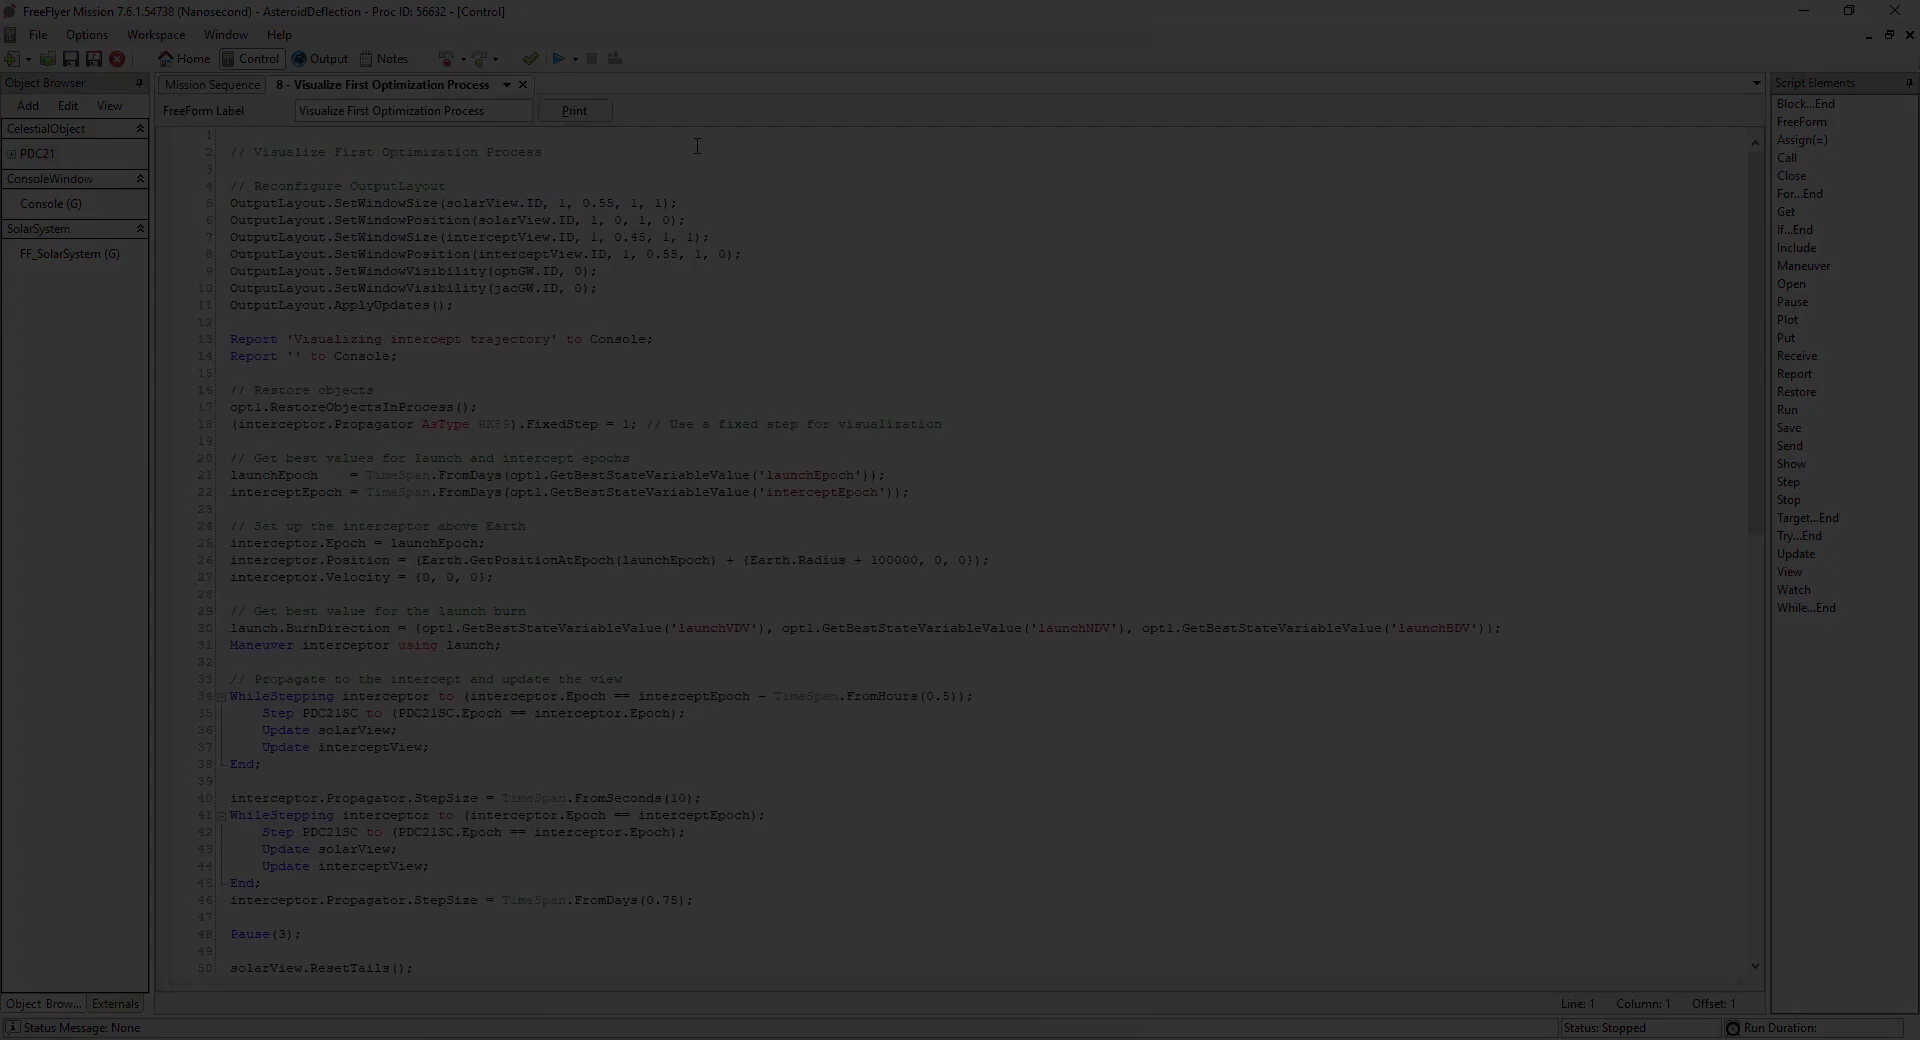 FreeFlyer Mission 7.6.1.54738 (Nanosecond) - AsteroidDeflection - Proc ID: 56632 - [Control]
File Options Workspace Window Help
Home Control Output Notes
Object Browser
Add Edit View
CelestialObject
PDC21
ConsoleWindow
Console (G)
SolarSystem
FF_SolarSystem (G)
Object Brow... Externals
Mission Sequence 8 - Visualize First Optimization Process
FreeForm Label Visualize First Optimization Process Print
1
2 // Visualize First Optimization Process
3
4 // Reconfigure OutputLayout
5 OutputLayout.SetWindowSize(solarView.ID, 1, 0.55, 1, 1);
6 OutputLayout.SetWindowPosition(solarView.ID, 1, 0, 1, 0);
7 OutputLayout.SetWindowSize(interceptView.ID, 1, 0.45, 1, 1);
8 OutputLayout.SetWindowPosition(interceptView.ID, 1, 0.55, 1, 0);
9 OutputLayout.SetWindowVisibility(optGW.ID, 0);
10 OutputLayout.SetWindowVisibility(jacGW.ID, 0);
11 OutputLayout.ApplyUpdates();
12
13 Report 'Visualizing intercept trajectory' to Console;
14 Report '' to Console;
15
16 // Restore objects
17 opt1.RestoreObjectsInProcess();
18 (interceptor.Propagator AsType RK89).FixedStep = 1; // Use a fixed step for visualization
19
20 // Get best values for launch and intercept epochs
21 launchEpoch    = TimeSpan.FromDays(opt1.GetBestStateVariableValue('launchEpoch'));
22 interceptEpoch = TimeSpan.FromDays(opt1.GetBestStateVariableValue('interceptEpoch'));
23
24 // Set up the interceptor above Earth
25 interceptor.Epoch = launchEpoch;
26 interceptor.Position = (Earth.GetPositionAtEpoch(launchEpoch) + {Earth.Radius + 100000, 0, 0});
27 interceptor.Velocity = {0, 0, 0};
28
29 // Get best value for the launch burn
30 launch.BurnDirection = {opt1.GetBestStateVariableValue('launchVDV'), opt1.GetBestStateVariableValue('launchNDV'), opt1.GetBestStateVariableValue('launchBDV')};
31 Maneuver interceptor using launch;
32
33 // Propagate to the intercept and update the view
34 WhileStepping interceptor to (interceptor.Epoch == interceptEpoch - TimeSpan.FromHours(0.5));
35 Step PDC21SC to (PDC21SC.Epoch == interceptor.Epoch);
36 Update solarView;
37 Update interceptView;
38 End;
39
40 interceptor.Propagator.StepSize = TimeSpan.FromSeconds(10);
41 WhileStepping interceptor to (interceptor.Epoch == interceptEpoch);
42 Step PDC21SC to (PDC21SC.Epoch == interceptor.Epoch);
43 Update solarView;
44 Update interceptView;
45 End;
46 interceptor.Propagator.StepSize = TimeSpan.FromDays(0.75);
47
48 Pause(3);
49
50 solarView.ResetTails();
Line: 1 Column: 1 Offset: 1
Script Elements
Block...End
FreeForm
Assign(=)
Call
Close
For...End
Get
If...End
Include
Maneuver
Open
Pause
Plot
Put
Receive
Report
Restore
Run
Save
Send
Show
Step
Stop
Target...End
Try...End
Update
View
Watch
While...End
Status Message: None Status: Stopped Run Duration: